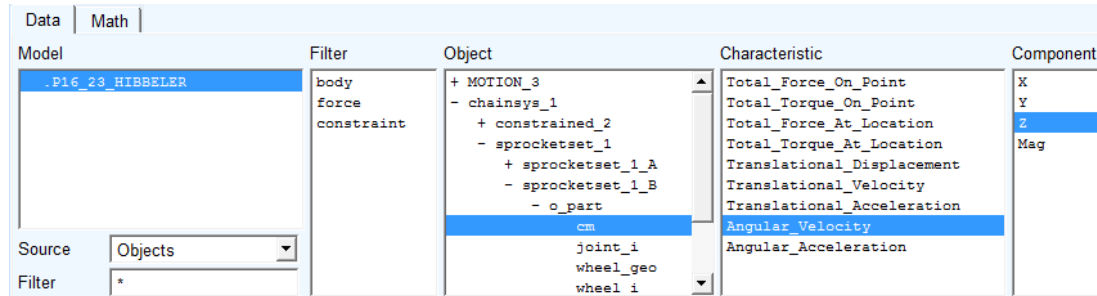 Data
Math
Model
Filter
Object
Characteristic
Component
.P16_23_HIBBELER
body
force
constraint
+ MOTION_3
- chainsys_1
+ constrained_2
- sprocketset_1
+ sprocketset_1_A
- sprocketset_1_B
- o_part
cm
joint_i
wheel_geo
wheel_i
Total_Force_On_Point
Total_Torque_On_Point
Total_Force_At_Location
Total_Torque_At_Location
Translational_Displacement
Translational_Velocity
Translational_Acceleration
Angular_Velocity
Angular_Acceleration
X
Y
Z
Mag
Source
Objects
Filter
*